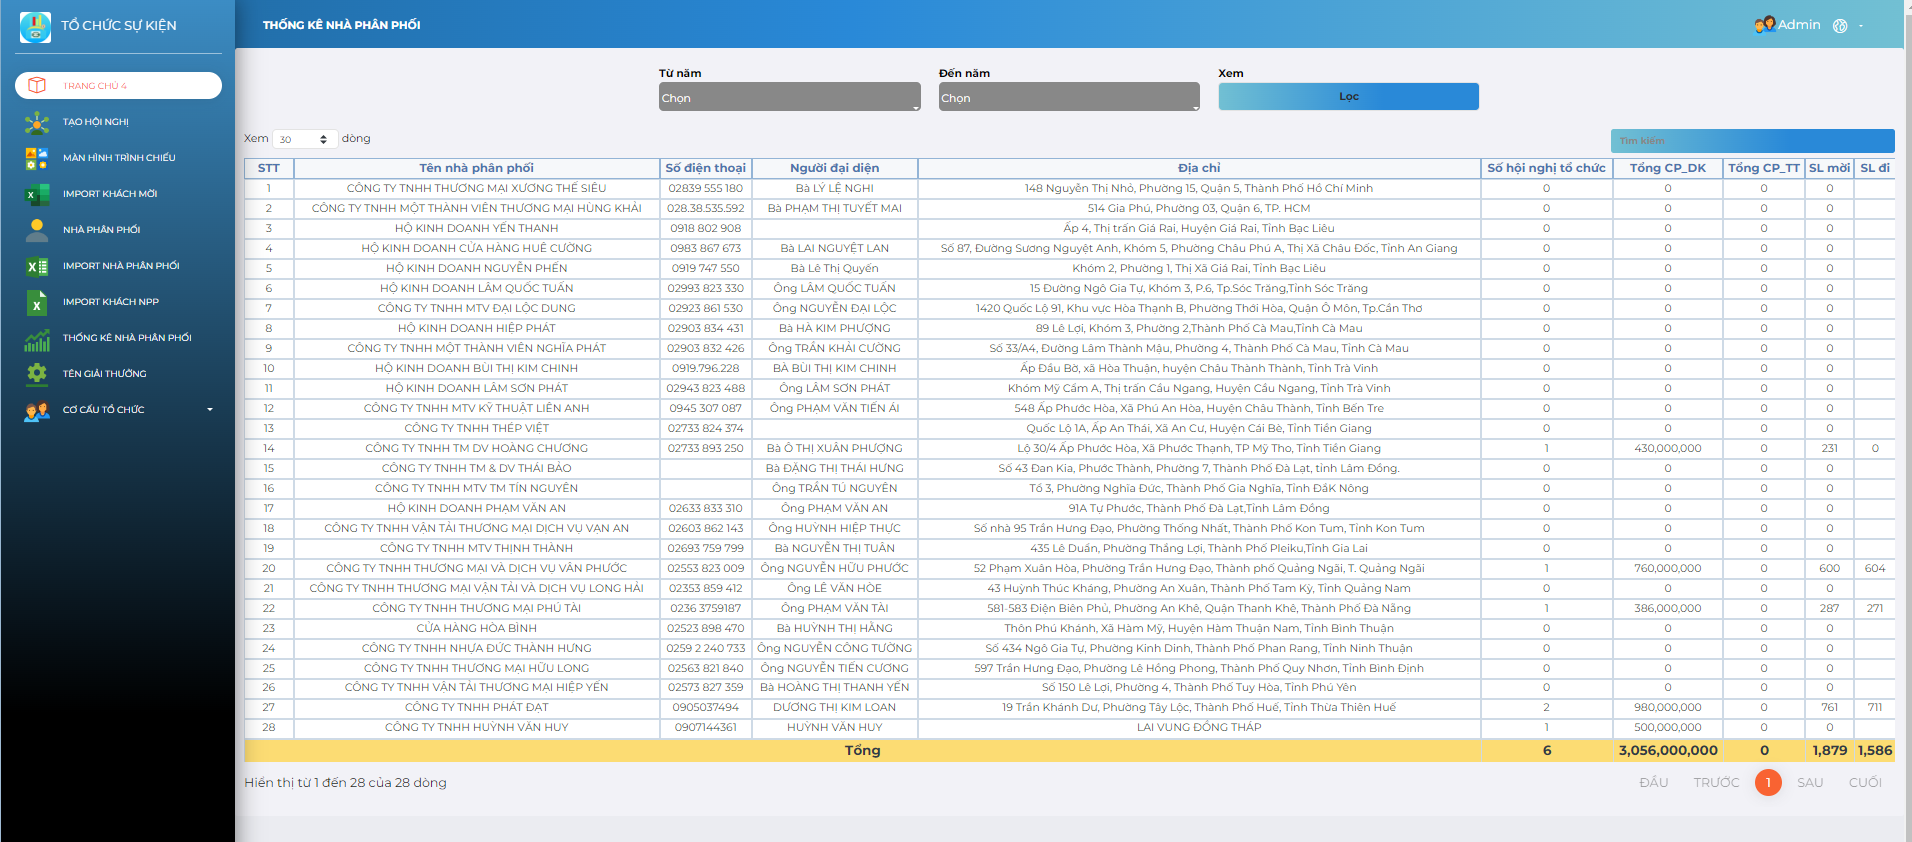 TỔ CHỨC SỰ KIỆN
THỐNG KÊ NHÀ PHÂN PHỐI
Admin
TRANG CHỦ 4
TẠO HỘI NGHỊ
MÀN HÌNH TRÌNH CHIẾU
IMPORT KHÁCH MỜI
NHÀ PHÂN PHỐI
IMPORT NHÀ PHÂN PHỐI
IMPORT KHÁCH NPP
THỐNG KÊ NHÀ PHÂN PHỐI
TÊN GIẢI THƯỞNG
CƠ CẤU TỔ CHỨC
Từ năm Đến năm Xem
Chọn Chọn Lọc
Xem 30 dòng Tìm kiếm
STT Tên nhà phân phối Số điện thoại Người đại diện Địa chỉ Số hội nghị tổ chức Tổng CP_DK Tổng CP_TT SL mời SL đi
1 CÔNG TY TNHH THƯƠNG MẠI XƯƠNG THẾ SIÊU 02839 555 180 Bà LÝ LỆ NGHI 148 Nguyễn Thị Nhỏ, Phường 15, Quận 5, Thành Phố Hồ Chí Minh 0 0 0 0
2 CÔNG TY TNHH MỘT THÀNH VIÊN THƯƠNG MẠI HÙNG KHẢI 028.38.535.592 Bà PHẠM THỊ TUYẾT MAI 514 Gia Phú, Phường 03, Quận 6, TP. HCM 0 0 0 0
3 HỘ KINH DOANH YẾN THANH 0918 802 908 Ấp 4, Thị trấn Giá Rai, Huyện Giá Rai, Tỉnh Bạc Liêu 0 0 0 0
4 HỘ KINH DOANH CỬA HÀNG HUÊ CƯỜNG 0983 867 673 Bà LAI NGUYỆT LAN Số 87, Đường Sương Nguyệt Anh, Khóm 5, Phường Châu Phú A, Thị Xã Châu Đốc, Tỉnh An Giang 0 0 0 0
5 HỘ KINH DOANH NGUYỄN PHẾN 0919 747 550 Bà Lê Thị Quyến Khóm 2, Phường 1, Thị Xã Giá Rai, Tỉnh Bạc Liêu 0 0 0 0
6 HỘ KINH DOANH LÂM QUỐC TUẤN 02993 823 330 Ông LÂM QUỐC TUẤN 15 Đường Ngô Gia Tự, Khóm 3, P.6, Tp.Sóc Trăng,Tỉnh Sóc Trăng 0 0 0 0
7 CÔNG TY TNHH MTV ĐẠI LỘC DUNG 02923 861 530 Ông NGUYỄN ĐẠI LỘC 1420 Quốc Lộ 91, Khu vực Hòa Thạnh B, Phường Thới Hòa, Quận Ô Môn, Tp.Cần Thơ 0 0 0 0
8 HỘ KINH DOANH HIỆP PHÁT 02903 834 431 Bà HÀ KIM PHƯỢNG 89 Lê Lợi, Khóm 3, Phường 2,Thành Phố Cà Mau,Tỉnh Cà Mau 0 0 0 0
9 CÔNG TY TNHH MỘT THÀNH VIÊN NGHĨA PHÁT 02903 832 426 Ông TRẦN KHẢI CƯỜNG Số 33/A4, Đường Lâm Thành Mậu, Phường 4, Thành Phố Cà Mau, Tỉnh Cà Mau 0 0 0 0
10 HỘ KINH DOANH BÙI THỊ KIM CHINH 0919.796.228 BÀ BÙI THỊ KIM CHINH Ấp Đầu Bờ, xã Hòa Thuận, huyện Châu Thành Thành, Tỉnh Trà Vinh 0 0 0 0
11 HỘ KINH DOANH LÂM SƠN PHÁT 02943 823 488 Ông LÂM SƠN PHÁT Khóm Mỹ Cẩm A, Thị trấn Cầu Ngang, Huyện Cầu Ngang, Tỉnh Trà Vinh 0 0 0 0
12 CÔNG TY TNHH MTV KỸ THUẬT LIÊN ANH 0945 307 087 Ông PHẠM VĂN TIẾN ÁI 548 Ấp Phước Hòa, Xã Phú An Hòa, Huyện Châu Thành, Tỉnh Bến Tre 0 0 0 0
13 CÔNG TY TNHH THÉP VIỆT 02733 824 374 Quốc Lộ 1A, Ấp An Thái, Xã An Cư, Huyện Cái Bè, Tỉnh Tiền Giang 0 0 0 0
14 CÔNG TY TNHH TM DV HOÀNG CHƯƠNG 02733 893 250 Bà Ô THỊ XUÂN PHƯỢNG Lộ 30/4 Ấp Phước Hòa, Xã Phước Thạnh, TP Mỹ Tho, Tỉnh Tiền Giang 1 430,000,000 0 231 0
15 CÔNG TY TNHH TM & DV THÁI BẢO Bà ĐẶNG THỊ THÁI HƯNG Số 43 Đan Kia, Phước Thành, Phường 7, Thành Phố Đà Lạt, tỉnh Lâm Đồng. 0 0 0 0
16 CÔNG TY TNHH MTV TM TÍN NGUYÊN Ông TRẦN TÚ NGUYÊN Tổ 3, Phường Nghĩa Đức, Thành Phố Gia Nghĩa, Tỉnh ĐắK Nông 0 0 0 0
17 HỘ KINH DOANH PHẠM VĂN AN 02633 833 310 Ông PHẠM VĂN AN 91A Tự Phước, Thành Phố Đà Lạt,Tỉnh Lâm Đồng 0 0 0 0
18 CÔNG TY TNHH VẬN TẢI THƯƠNG MẠI DỊCH VỤ VẠN AN 02603 862 143 Ông HUỲNH HIỆP THỰC Số nhà 95 Trần Hưng Đạo, Phường Thống Nhất, Thành Phố Kon Tum, Tỉnh Kon Tum 0 0 0 0
19 CÔNG TY TNHH MTV THỊNH THÀNH 02693 759 799 Bà NGUYỄN THỊ TUÂN 435 Lê Duẩn, Phường Thắng Lợi, Thành Phố Pleiku,Tỉnh Gia Lai 0 0 0 0
20 CÔNG TY TNHH THƯƠNG MẠI VÀ DỊCH VỤ VÂN PHƯỚC 02553 823 009 Ông NGUYỄN HỮU PHƯỚC 52 Phạm Xuân Hòa, Phường Trần Hưng Đạo, Thành phố Quảng Ngãi, T. Quảng Ngãi 1 760,000,000 0 600 604
21 CÔNG TY TNHH THƯƠNG MẠI VẬN TẢI VÀ DỊCH VỤ LONG HẢI 02353 859 412 Ông LÊ VĂN HÒE 43 Huỳnh Thúc Kháng, Phường An Xuân, Thành Phố Tam Kỳ, Tỉnh Quảng Nam 0 0 0 0
22 CÔNG TY TNHH THƯƠNG MẠI PHÚ TÀI 0236 3759187 Ông PHẠM VĂN TÀI 581-583 Điện Biên Phủ, Phường An Khê, Quận Thanh Khê, Thành Phố Đà Nẵng 1 386,000,000 0 287 271
23 CỬA HÀNG HÒA BÌNH 02523 898 470 Bà HUỲNH THỊ HẰNG Thôn Phú Khánh, Xã Hàm Mỹ, Huyện Hàm Thuận Nam, Tỉnh Bình Thuận 0 0 0 0
24 CÔNG TY TNHH NHỰA ĐỨC THÀNH HƯNG 0259 2 240 733 Ông NGUYỄN CÔNG TƯỜNG Số 434 Ngô Gia Tự, Phường Kinh Dinh, Thành Phố Phan Rang, Tỉnh Ninh Thuận 0 0 0 0
25 CÔNG TY TNHH THƯƠNG MẠI HỮU LONG 02563 821 840 Ông NGUYỄN TIẾN CƯƠNG 597 Trần Hưng Đạo, Phường Lê Hồng Phong, Thành Phố Quy Nhơn, Tỉnh Bình Định 0 0 0 0
26 CÔNG TY TNHH VẬN TẢI THƯƠNG MẠI HIỆP YẾN 02573 827 359 Bà HOÀNG THỊ THANH YẾN Số 150 Lê Lợi, Phường 4, Thành Phố Tuy Hòa, Tỉnh Phú Yên 0 0 0 0
27 CÔNG TY TNHH PHÁT ĐẠT 0905037494 DƯƠNG THỊ KIM LOAN 19 Trần Khánh Dư, Phường Tây Lộc, Thành Phố Huế, Tỉnh Thừa Thiên Huế 2 980,000,000 0 761 711
28 CÔNG TY TNHH HUỲNH VĂN HUY 0907144361 HUỲNH VĂN HUY LAI VUNG ĐỒNG THÁP 1 500,000,000 0 0
Tổng 6 3,056,000,000 0 1,879 1,586
Hiển thị từ 1 đến 28 của 28 dòng ĐẦU TRƯỚC 1 SAU CUỐI